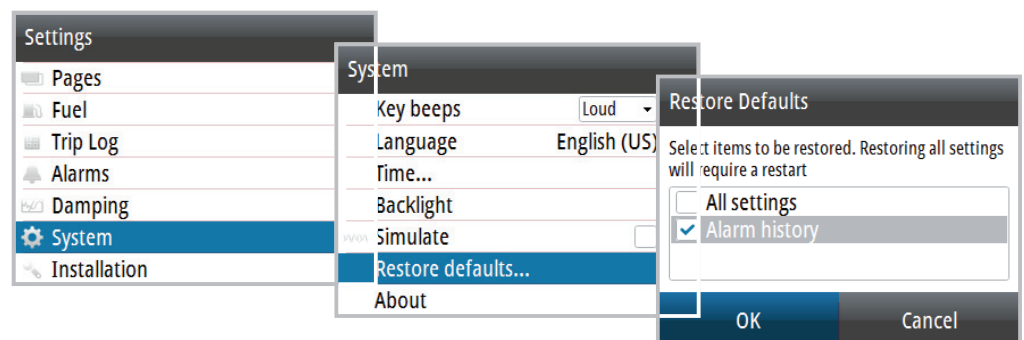 Settings
Pages
Fuel
Trip Log
Alarms
Damping
System
Installation
System
Key beeps Loud
Language English (US)
Time...
Backlight
Simulate
Restore defaults...
About
Restore Defaults
Select items to be restored. Restoring all settings
will require a restart
All settings
Alarm history
OK Cancel